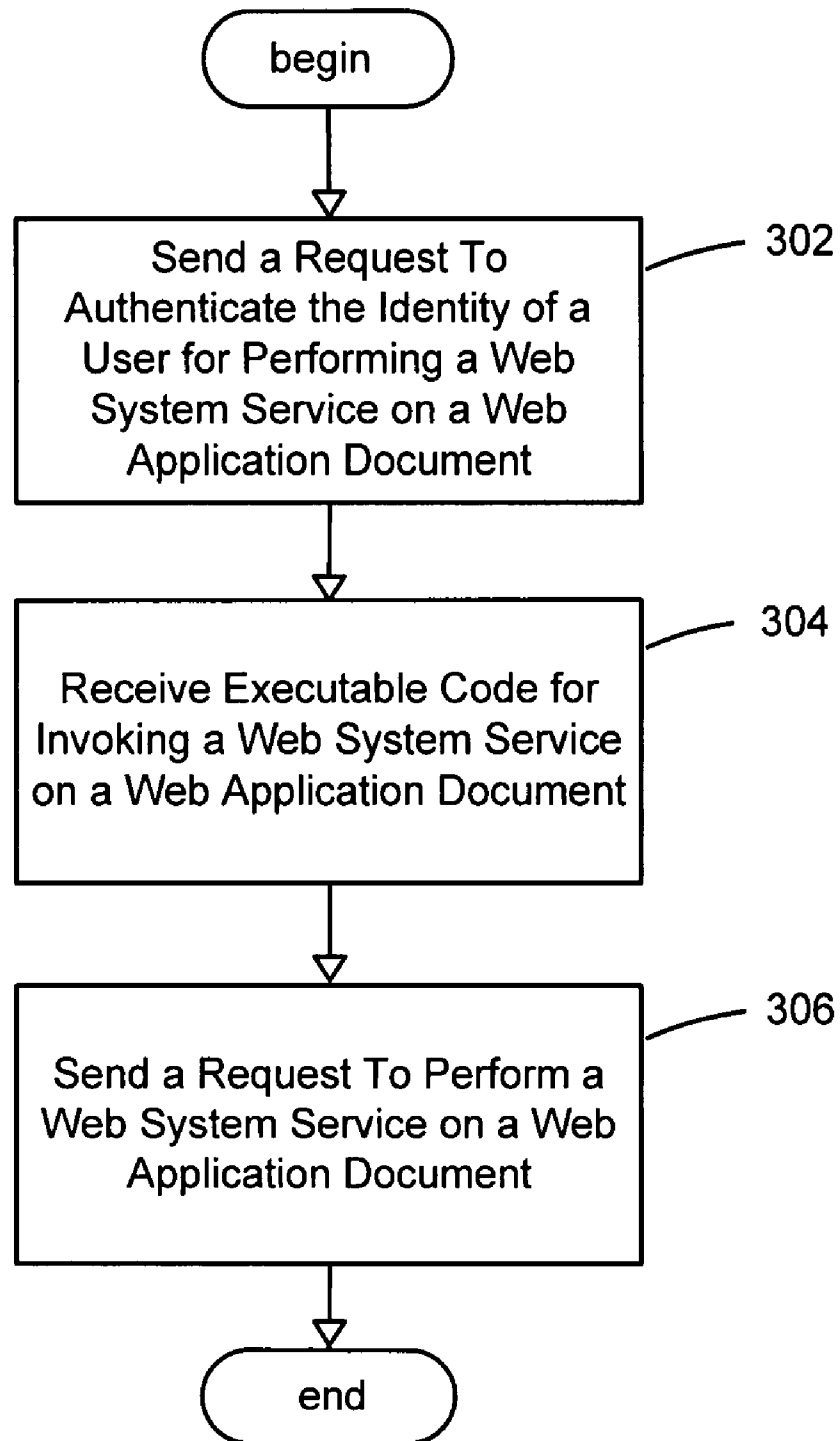 begin
Send a Request To
Authenticate the Identity of a
User for Performing a Web
System Service on a Web
Application Document
302
Receive Executable Code for
Invoking a Web System Service
on a Web Application Document
304
Send a Request To Perform a
Web System Service on a Web
Application Document
306
end